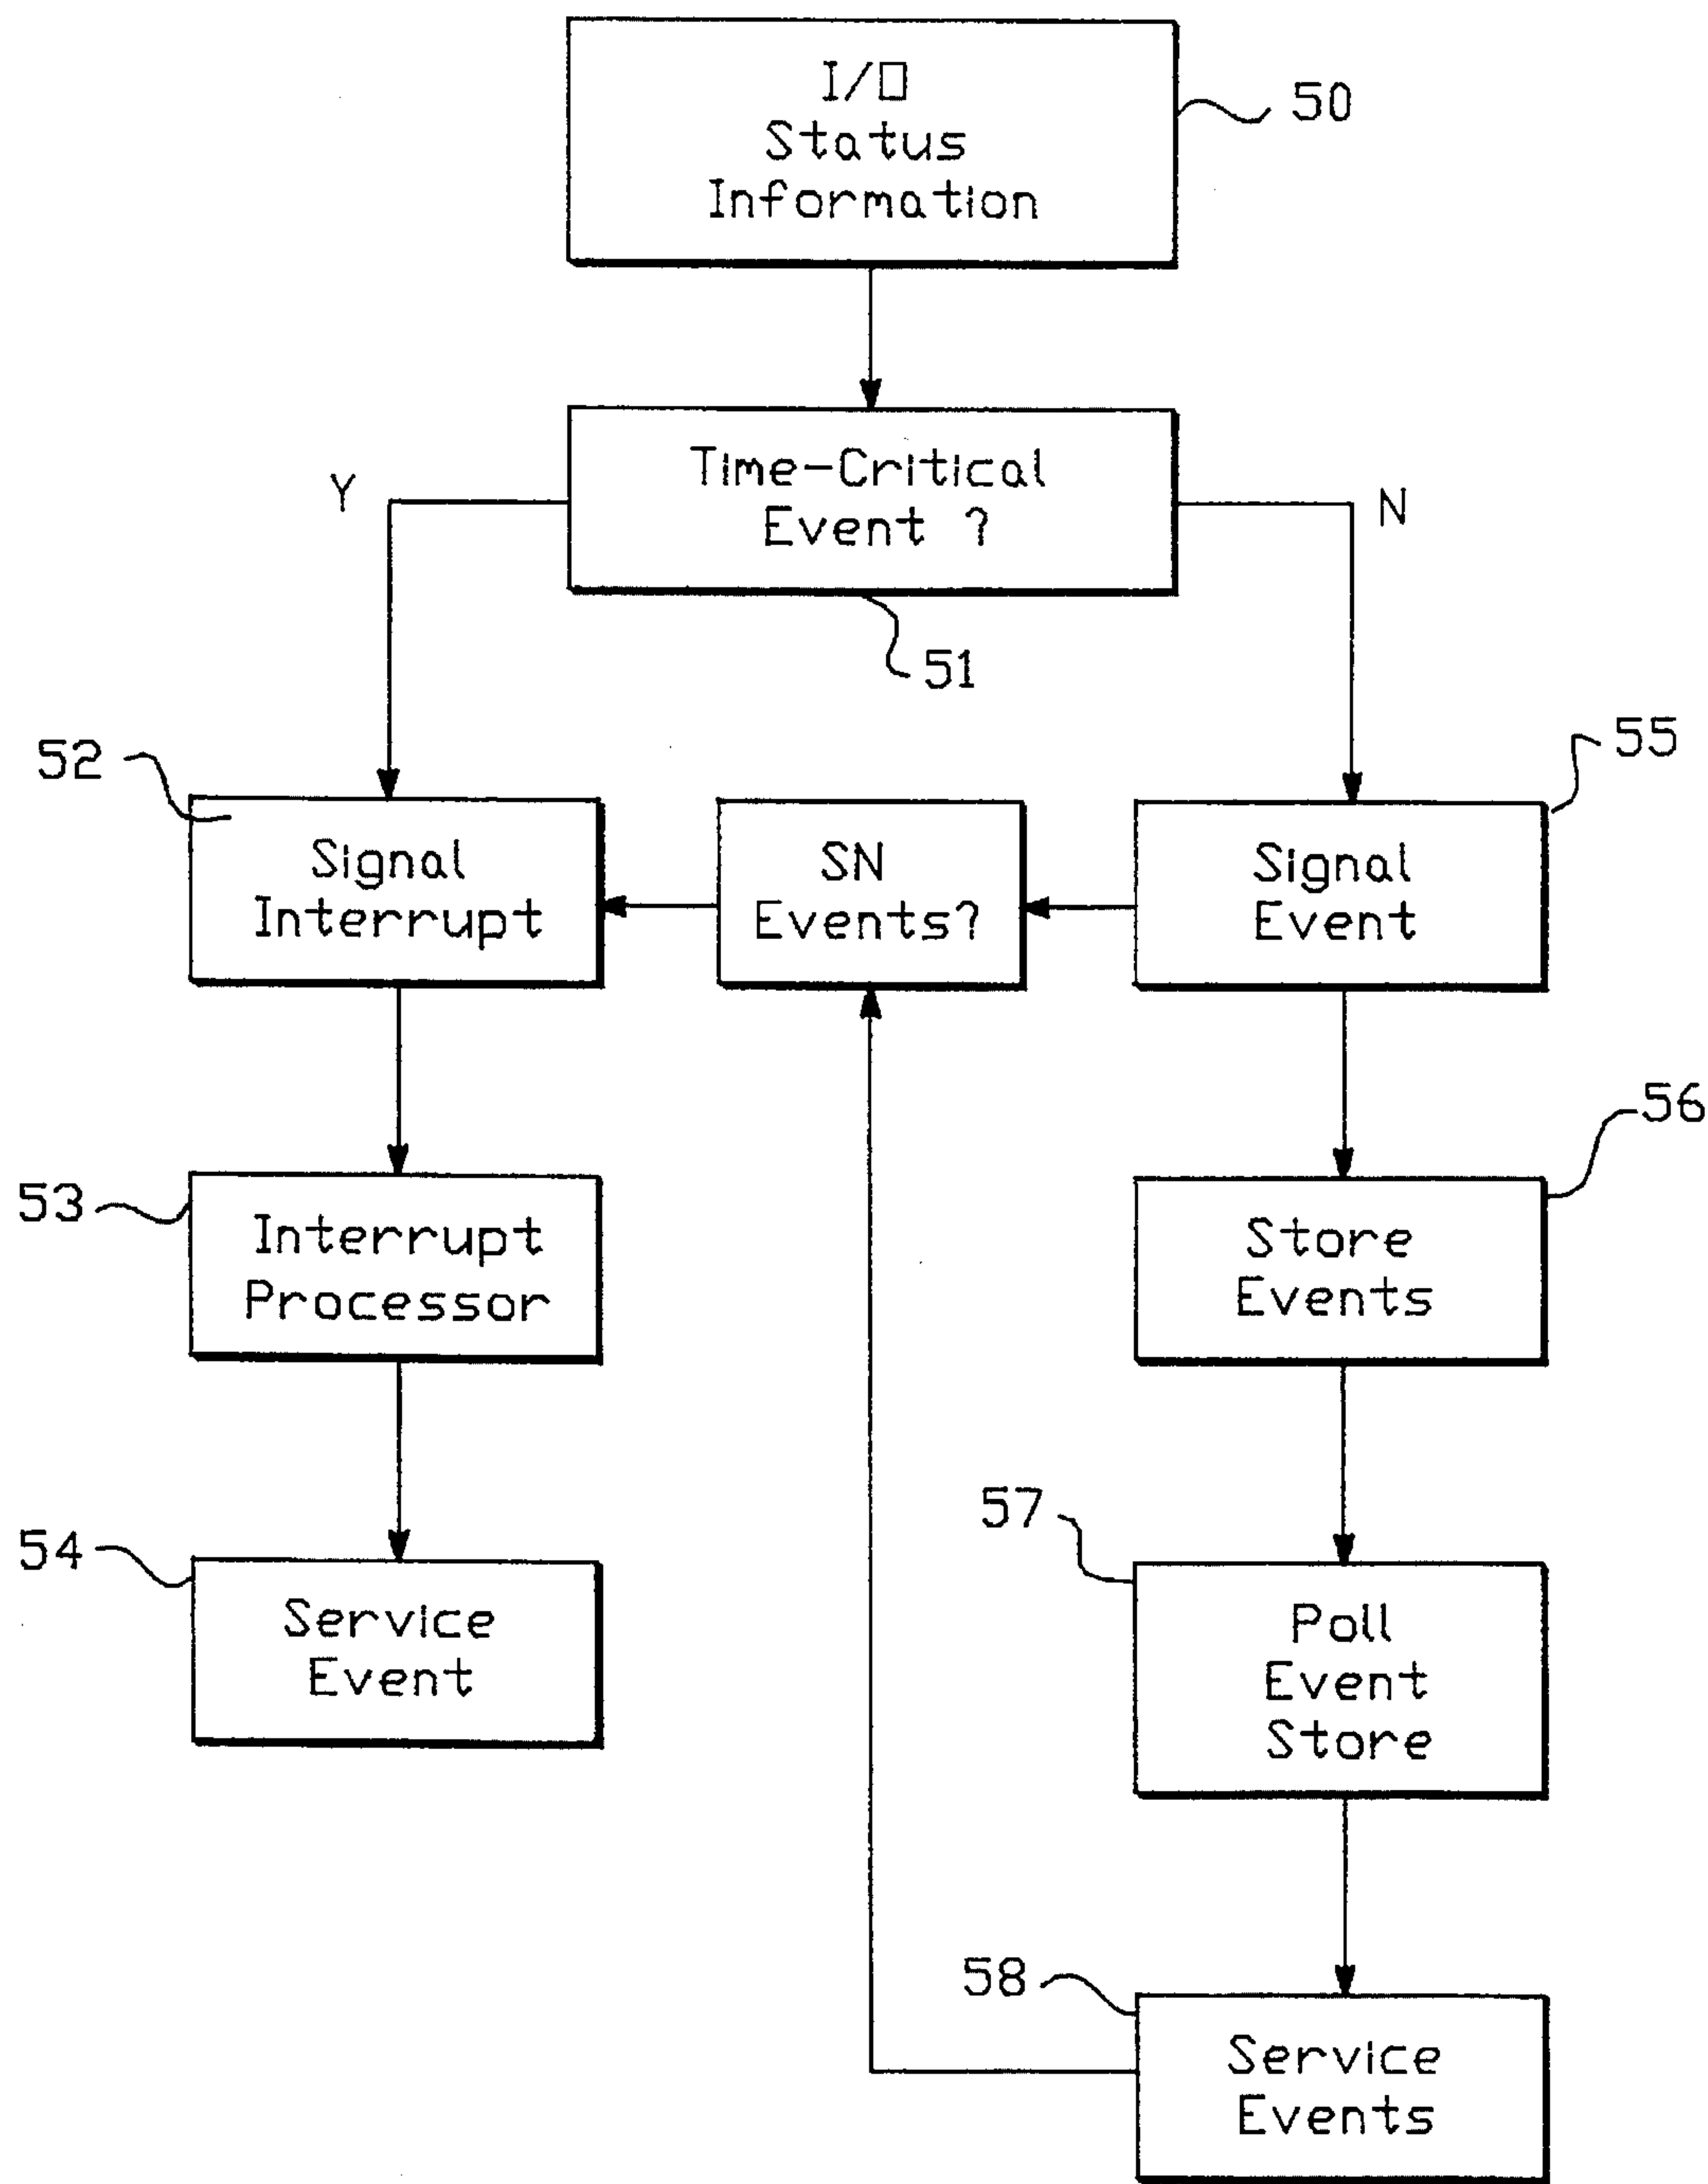 I/O
Status
Information
50
Time-Critical
Event ?
Y
N
51
52
55
Signal
Interrupt
SN
Events?
Signal
Event
56
53
Interrupt
Processor
Store
Events
57
54
Service
Event
Poll
Event
Store
58
Service
Events